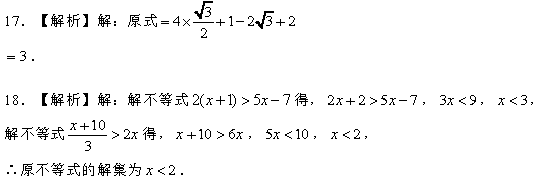 17．【解析】解：原式=4×√3/2+1−2√3+2
=3．
18．【解析】解：解不等式2(x+1)>5x−7得，2x+2>5x−7，3x<9，x<3，
解不等式(x+10)/3>2x得，x+10>6x，5x<10，x<2，
∴原不等式的解集为x<2．